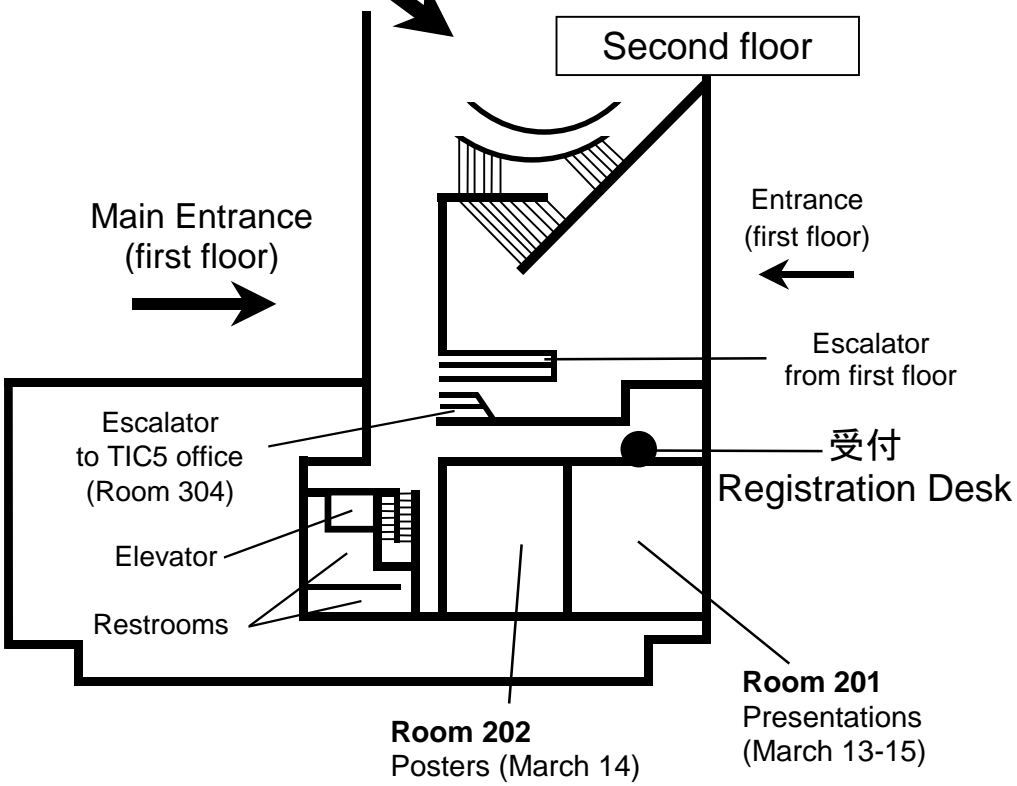 Second floor
Main Entrance
(first floor)
Entrance
(first floor)
Escalator
from first floor
Escalator
to TIC5 office
(Room 304)
受付
Registration Desk
Elevator
Restrooms
Room 201
Presentations
(March 13-15)
Room 202
Posters (March 14)